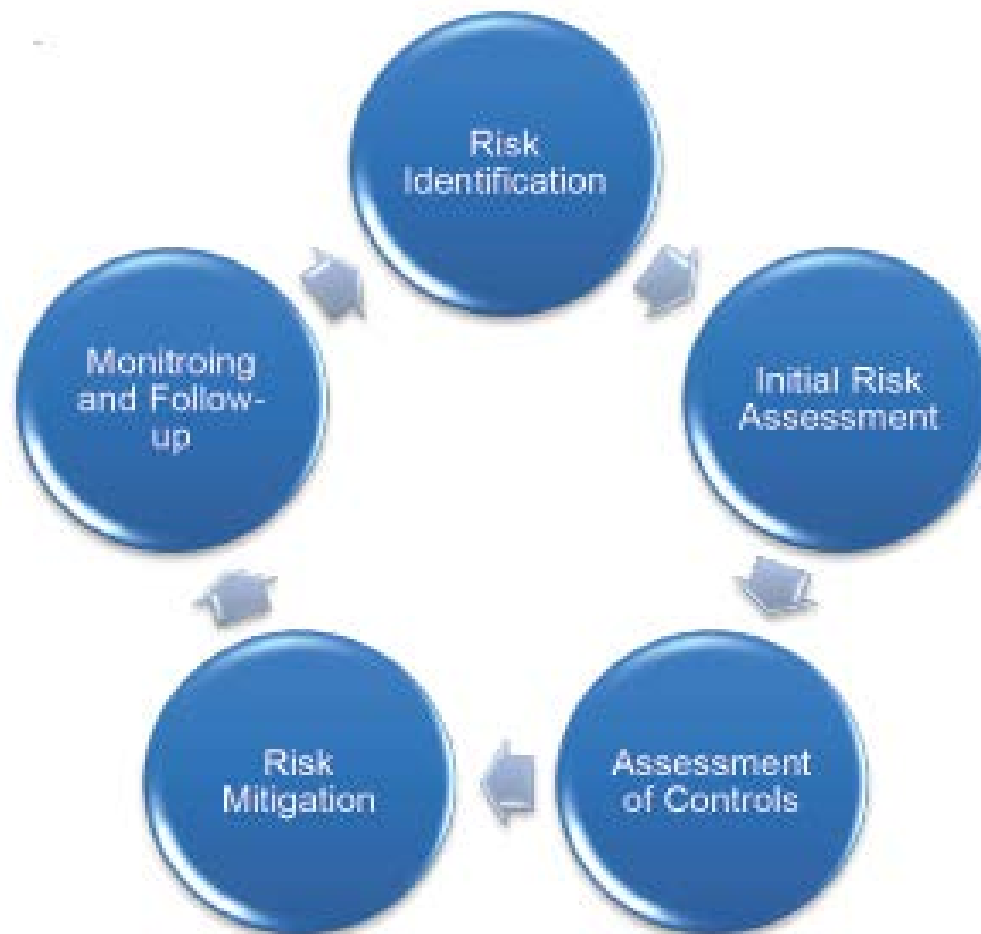 Risk
Identification
Initial Risk
Assessment
Assessment
of Controls
Risk
Mitigation
Monitroing
and Follow-
up